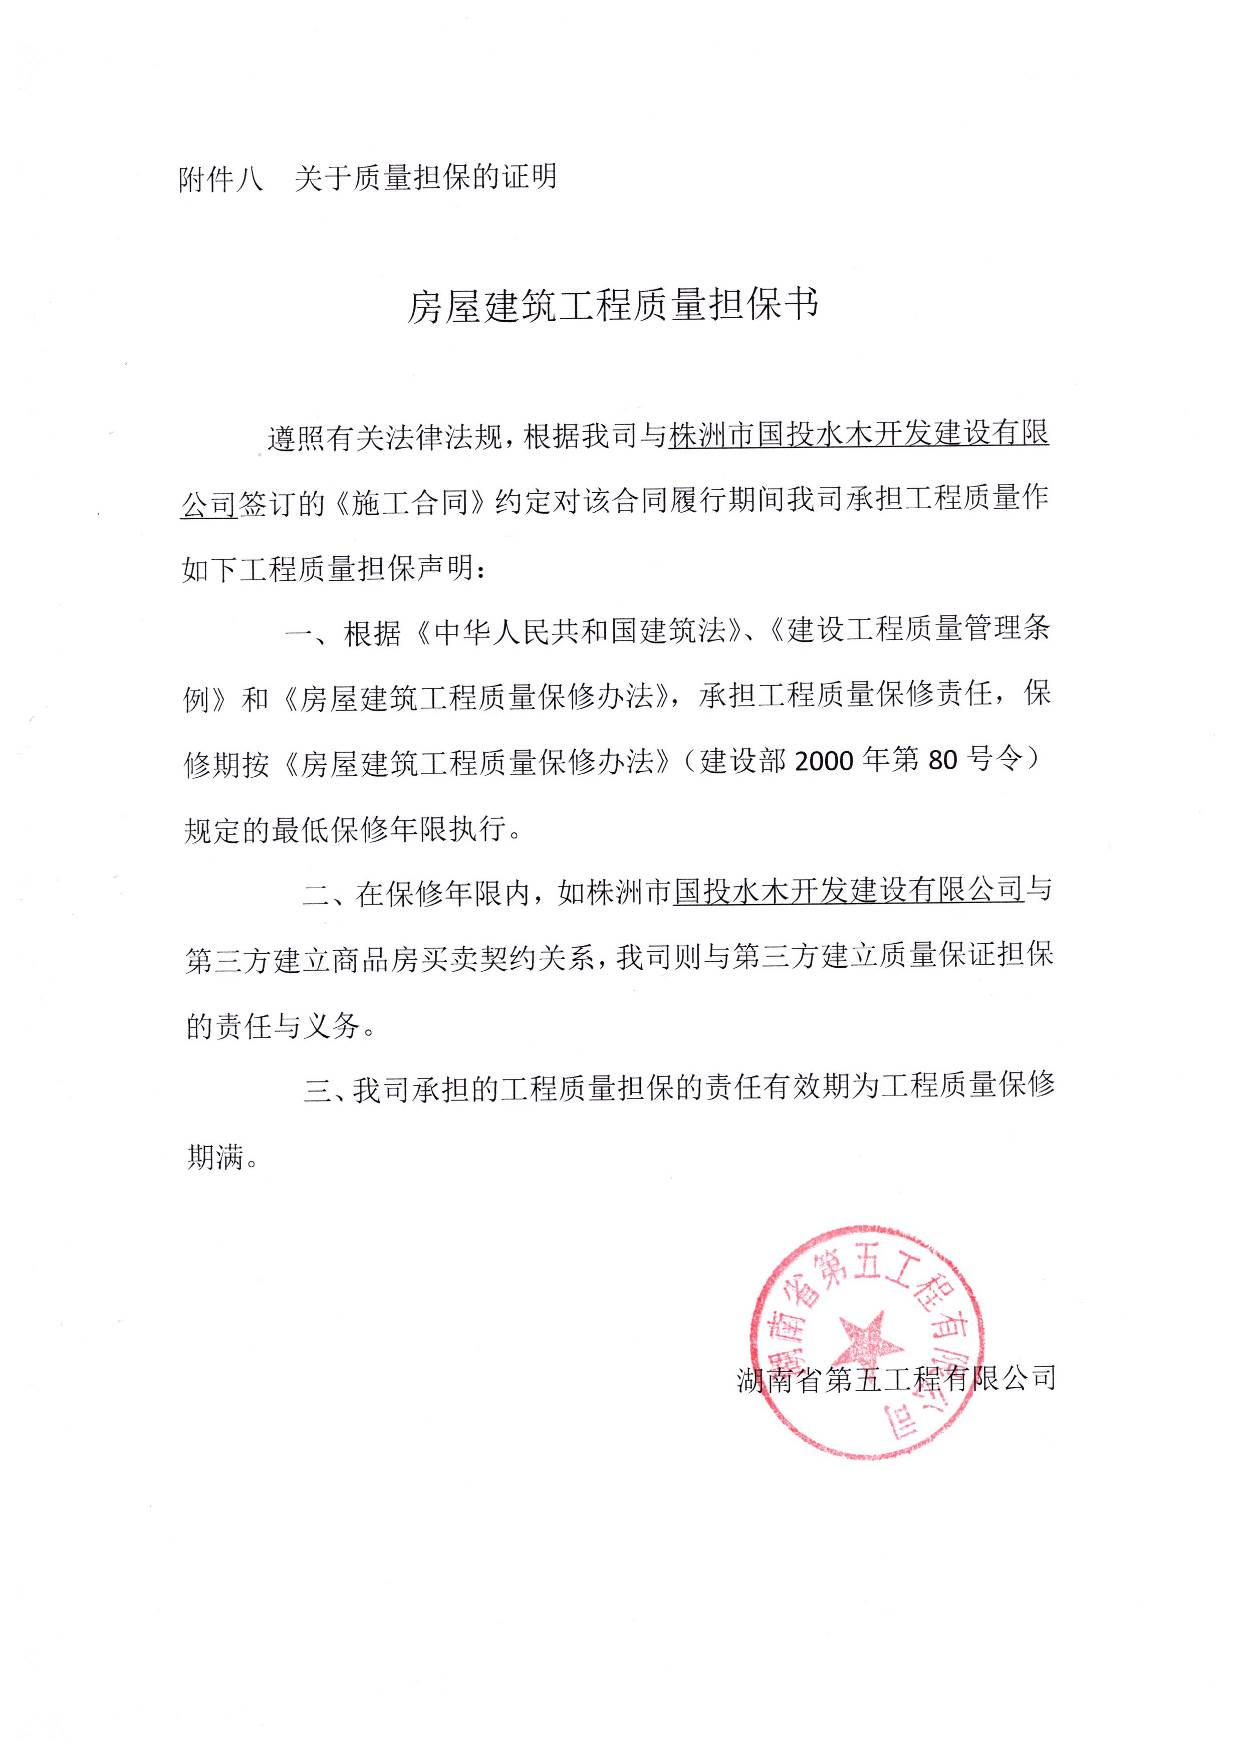 附件八　关于质量担保的证明
房屋建筑工程质量担保书
遵照有关法律法规，根据我司与株洲市国投水木开发建设有限
公司签订的《施工合同》约定对该合同履行期间我司承担工程质量作
如下工程质量担保声明：
一、根据《中华人民共和国建筑法》、《建设工程质量管理条
例》和《房屋建筑工程质量保修办法》，承担工程质量保修责任，保
修期按《房屋建筑工程质量保修办法》（建设部 2000 年第 80 号令）
规定的最低保修年限执行。
二、在保修年限内，如株洲市国投水木开发建设有限公司与
第三方建立商品房买卖契约关系，我司则与第三方建立质量保证担保
的责任与义务。
三、我司承担的工程质量担保的责任有效期为工程质量保修
期满。
湖南省第五工程有限公司
湖南省第五工程有限公司